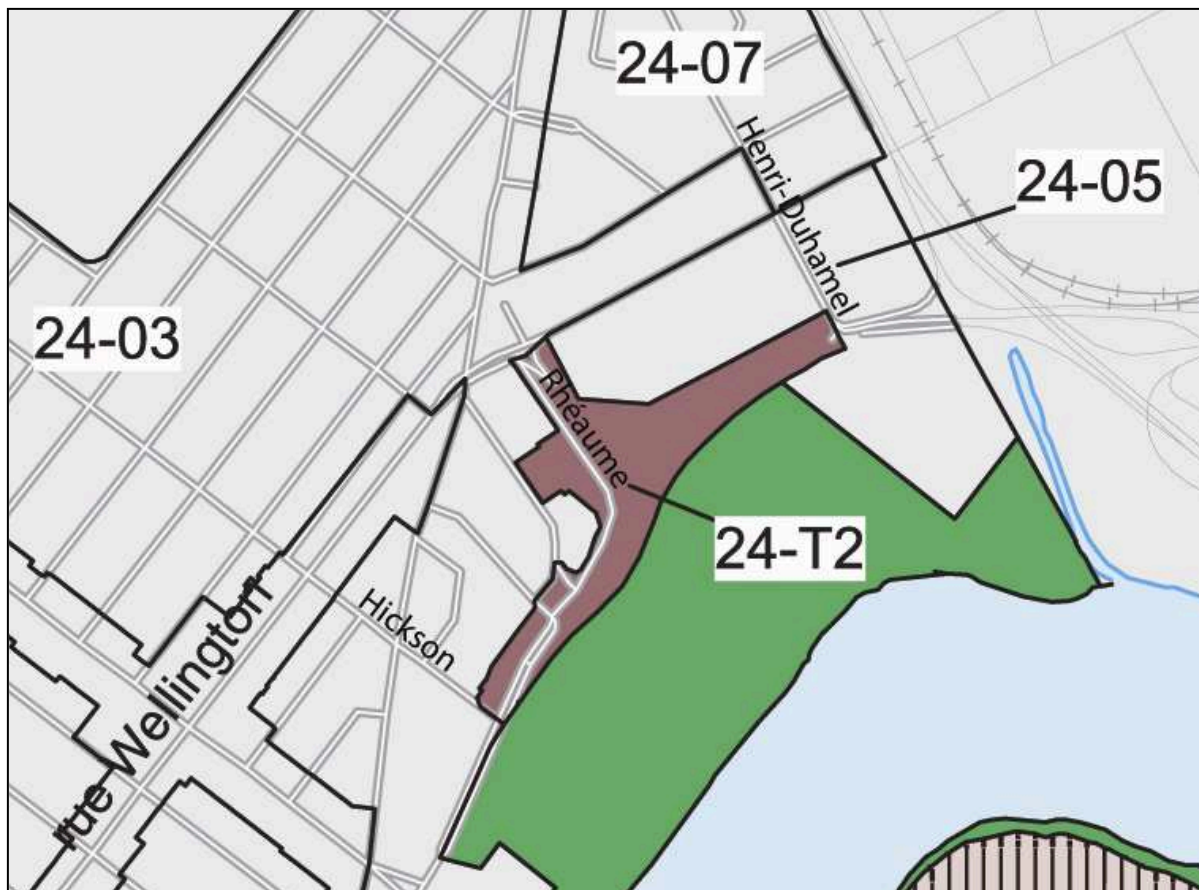 24-07
Henri-Duhamel
24-05
24-03
Rhéaume
24-T2
Hickson
rue Wellington